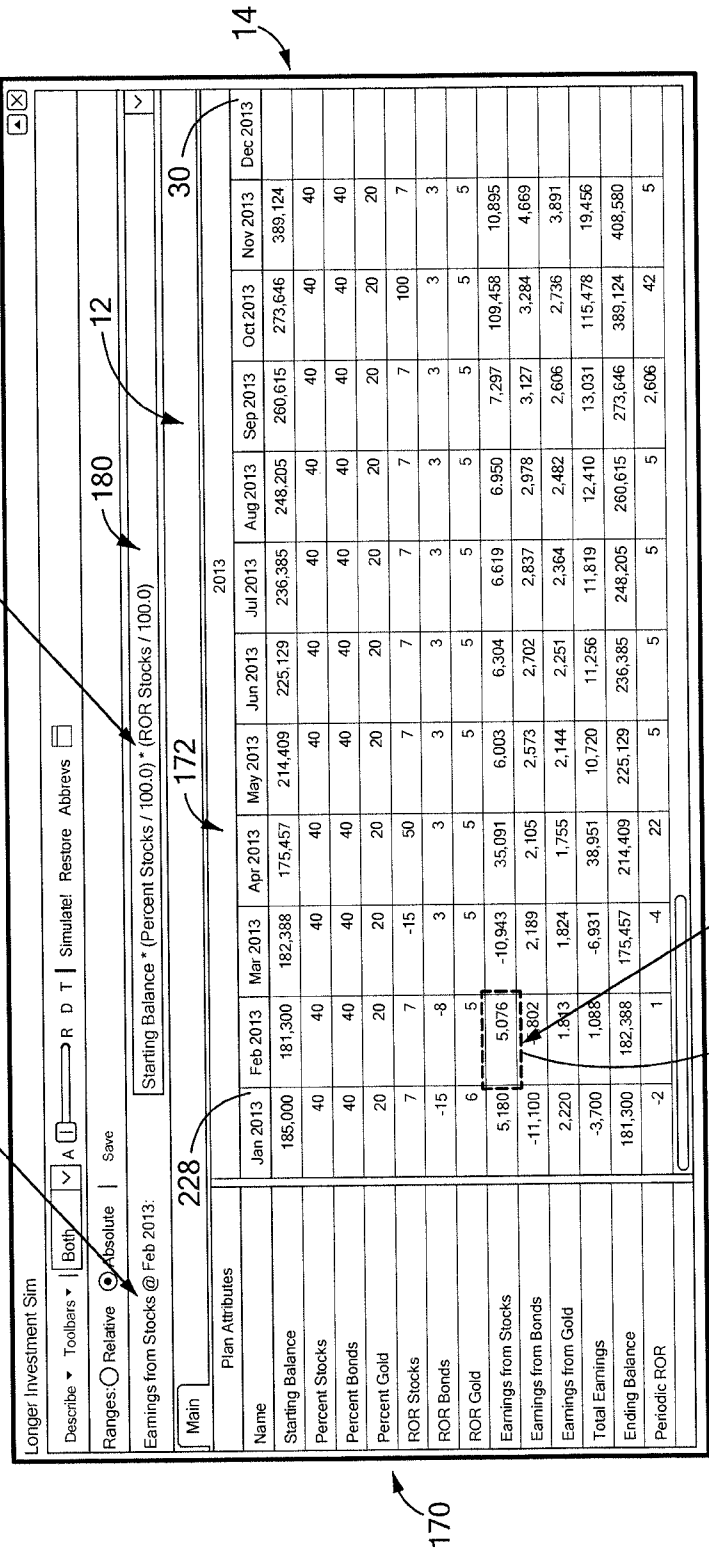 14
Longer Investment Sim
Describe ▾ Toolbars ▾ | Both A R D T | Simulate! Restore Abbrevs
Ranges: Relative Absolute | Save
180
30
Earnings from Stocks @ Feb 2013: Starting Balance * (Percent Stocks / 100.0) * (ROR Stocks / 100.0)
228
172
12
Main
Plan Attributes 2013
Name Jan 2013 Feb 2013 Mar 2013 Apr 2013 May 2013 Jun 2013 Jul 2013 Aug 2013 Sep 2013 Oct 2013 Nov 2013 Dec 2013
Starting Balance 185,000 181,300 182,388 175,457 214,409 225,129 236,385 248,205 260,615 273,646 389,124
Percent Stocks 40 40 40 40 40 40 40 40 40 40 40
Percent Bonds 40 40 40 40 40 40 40 40 40 40 40
Percent Gold 20 20 20 20 20 20 20 20 20 20 20
ROR Stocks 7 7 -15 50 7 7 7 7 7 100 7
ROR Bonds -15 -8 3 3 3 3 3 3 3 3 3
ROR Gold 6 5 5 5 5 5 5 5 5 5 5
Earnings from Stocks 5,180 5,076 -10,943 35,091 6,003 6,304 6.619 6.950 7,297 109,458 10,895
Earnings from Bonds -11,100 2,189 2,105 2,573 2,702 2,837 2,978 3,127 3,284 4,669
Earnings from Gold 2,220 1,813 1,824 1,755 2,144 2,251 2,364 2,482 2,606 2,736 3,891
Total Earnings -3,700 1,088 -6,931 38,951 10,720 11,256 11,819 12,410 13,031 115,478 19,456
Ending Balance 181,300 182,388 175,457 214,409 225,129 236,385 248,205 260,615 273,646 389,124 408,580
Periodic ROR -2 1 -4 22 5 5 5 5 2,606 42 5
170